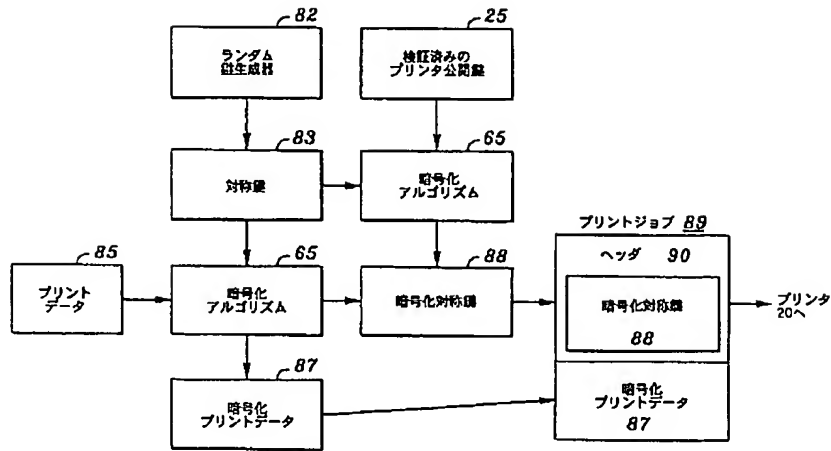 82
ランダム
鍵生成器
25
検証済みの
プリンタ公開鍵
83
対称鍵
65
暗号化
アルゴリズム
85
プリント
データ
65
暗号化
アルゴリズム
88
暗号化対称鍵
プリントジョブ 89
ヘッダ 90
暗号化対称鍵
88
プリンタ
20へ
87
暗号化
プリントデータ
暗号化
プリントデータ
87